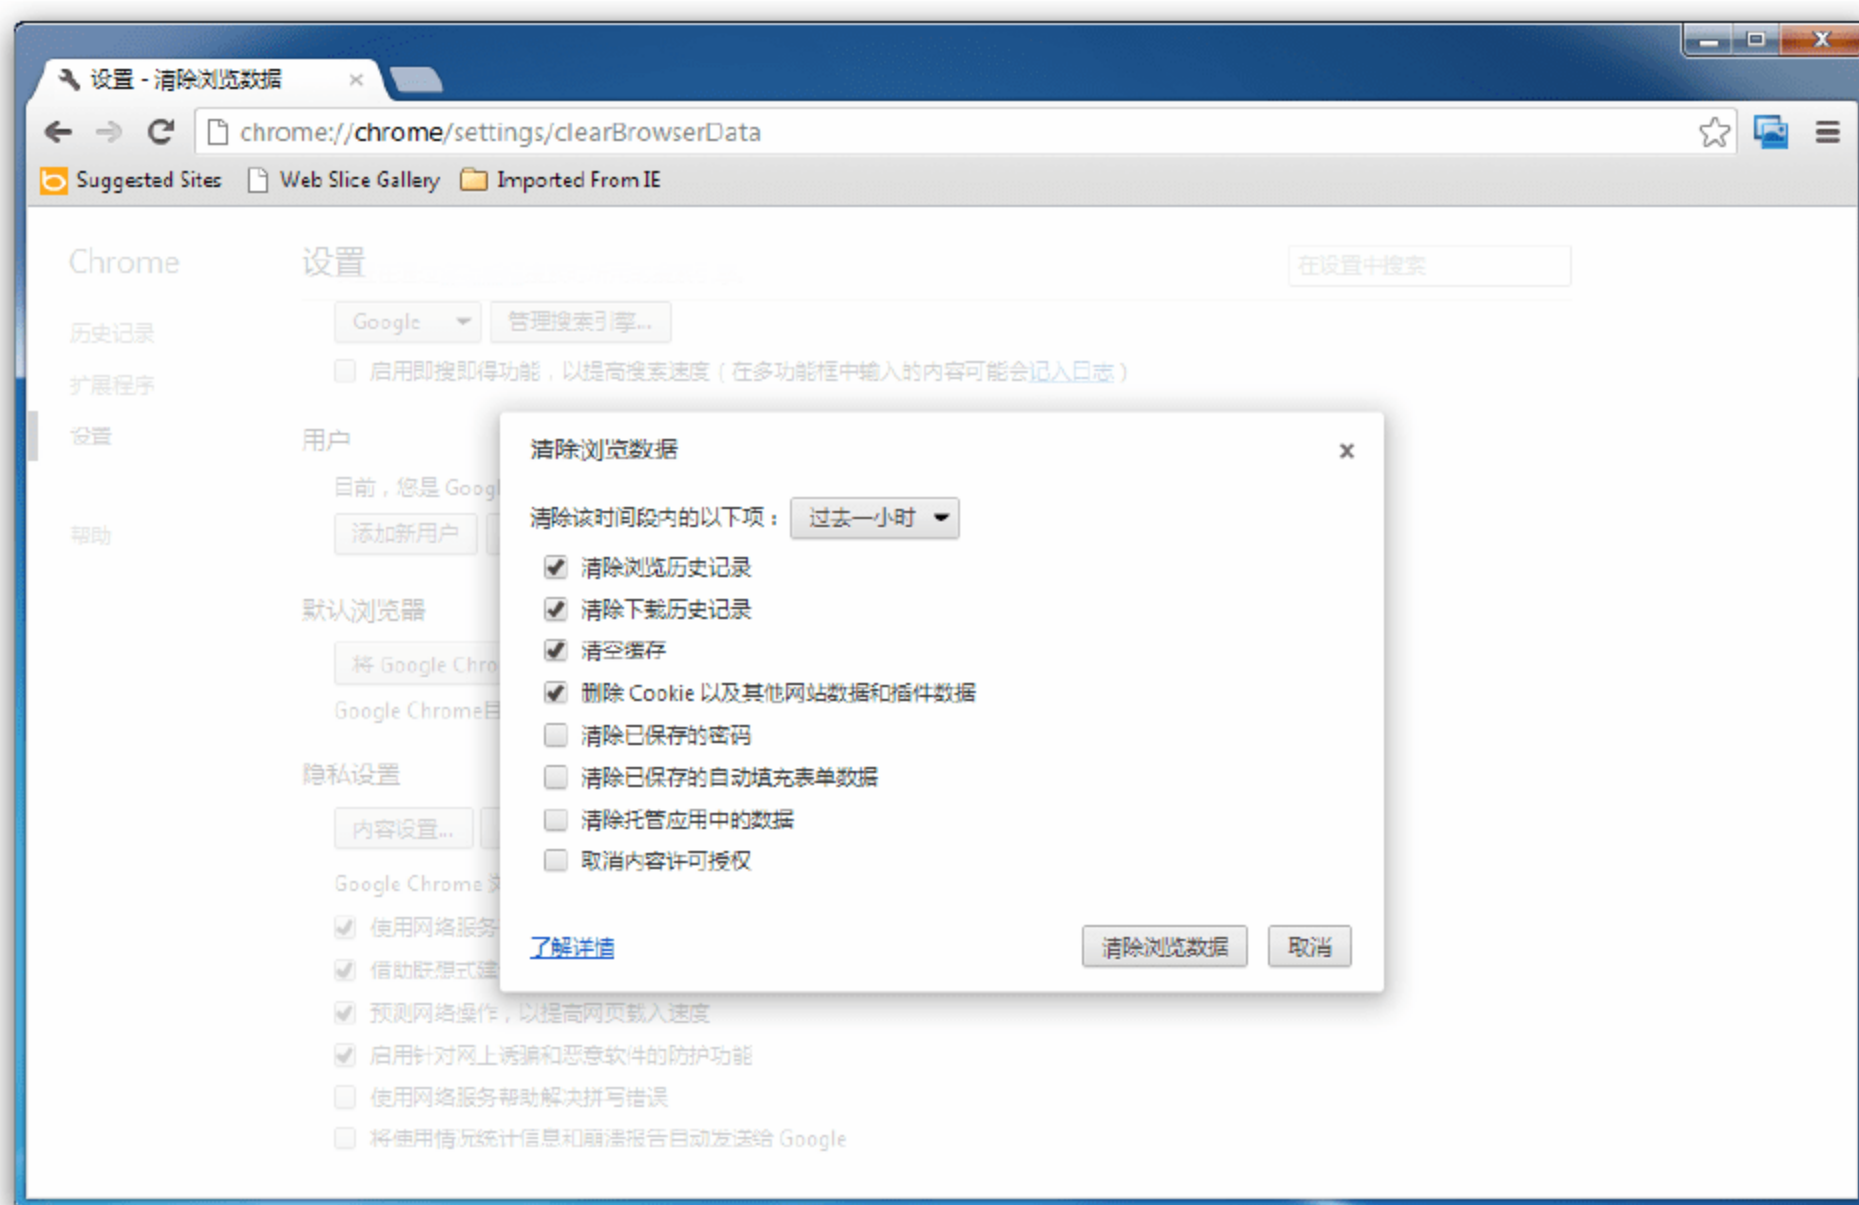 设置 - 清除浏览数据
chrome://chrome/settings/clearBrowserData
Suggested Sites Web Slice Gallery Imported From IE
Chrome
设置
在设置中搜索
历史记录
扩展程序
设置
帮助
Google 管理搜索引擎...
启用即搜即得功能，以提高搜索速度（在多功能框中输入的内容可能会记入日志）
用户
目前，您是 Googl
添加新用户
默认浏览器
将 Google Chro
Google Chrome目
隐私设置
内容设置...
Google Chrome
使用网络服务
借助联想式建
预测网络操作，以提高网页载入速度
启用针对网上诱骗和恶意软件的防护功能
使用网络服务帮助解决拼写错误
将使用情况统计信息和崩溃报告自动发送给 Google
清除浏览数据
清除该时间段内的以下项： 过去一小时
清除浏览历史记录
清除下载历史记录
清空缓存
删除 Cookie 以及其他网站数据和插件数据
清除已保存的密码
清除已保存的自动填充表单数据
清除托管应用中的数据
取消内容许可授权
了解详情
清除浏览数据 取消